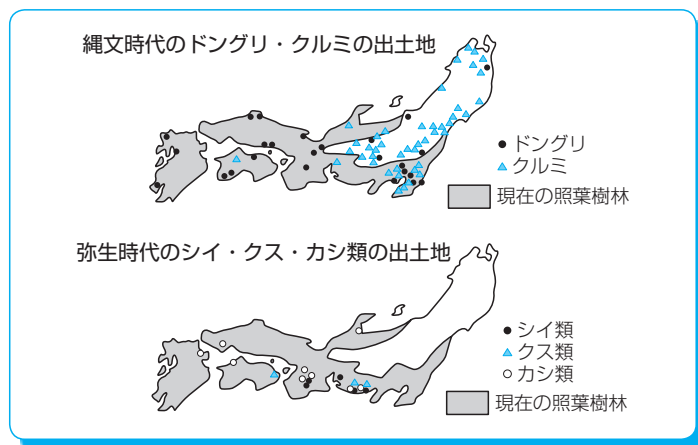 縄文時代のドングリ・クルミの出土地
ドングリ
クルミ
現在の照葉樹林
弥生時代のシイ・クス・カシ類の出土地
シイ類
クス類
カシ類
現在の照葉樹林